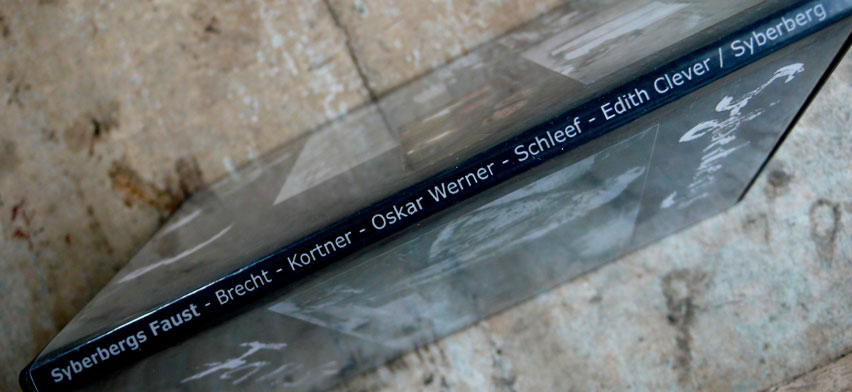 Syberbergs Faust - Brecht - Kortner - Oskar Werner - Schleef - Edith Clever / Syberberg